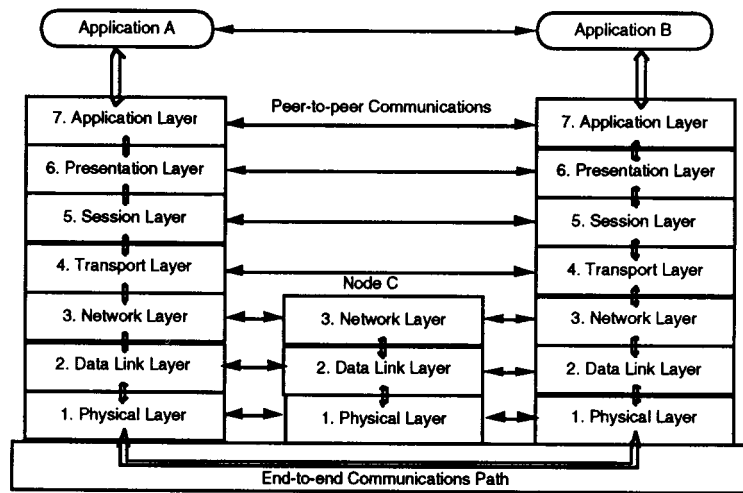 Application A
Application B
Peer-to-peer Communications
7. Application Layer
7. Application Layer
6. Presentation Layer
6. Presentation Layer
5. Session Layer
5. Session Layer
4. Transport Layer
4. Transport Layer
Node C
3. Network Layer
3. Network Layer
3. Network Layer
2. Data Link Layer
2. Data Link Layer
2. Data Link Layer
1. Physical Layer
1. Physical Layer
1. Physical Layer
End-to-end Communications Path